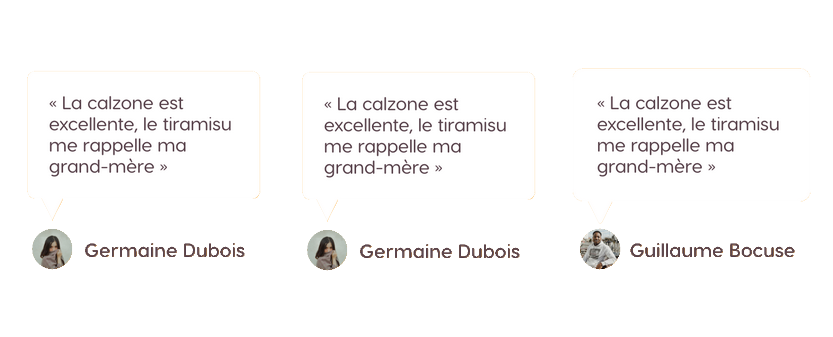 « La calzone est
excellente, le tiramisu
me rappelle ma
grand-mère »
Germaine Dubois
« La calzone est
excellente, le tiramisu
me rappelle ma
grand-mère »
Germaine Dubois
« La calzone est
excellente, le tiramisu
me rappelle ma
grand-mère »
Guillaume Bocuse